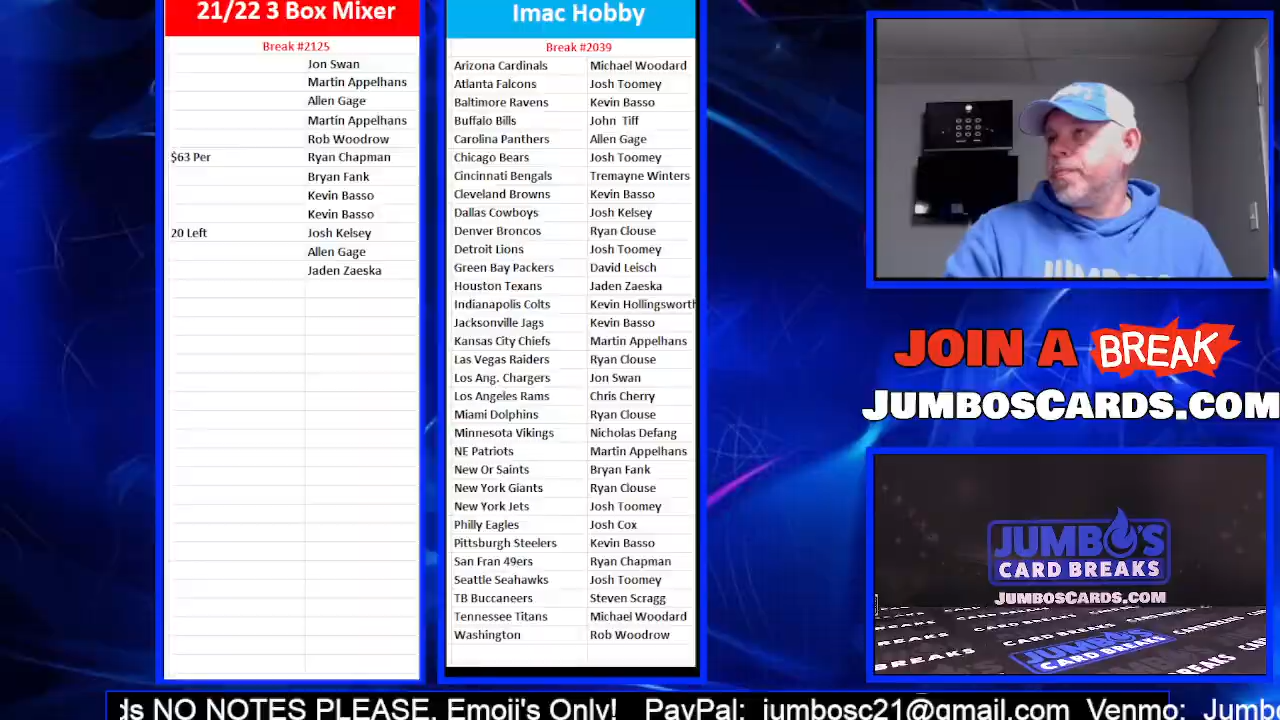 21/22 3 Box Mixer
Break #2125
Jon Swan
Martin Appelhans
Allen Gage
Martin Appelhans
Rob Woodrow
$63 Per Ryan Chapman
Bryan Fank
Kevin Basso
Kevin Basso
20 Left Josh Kelsey
Allen Gage
Jaden Zaeska
Imac Hobby
Break #2039
Arizona Cardinals Michael Woodard
Atlanta Falcons Josh Toomey
Baltimore Ravens Kevin Basso
Buffalo Bills John Tiff
Carolina Panthers Allen Gage
Chicago Bears Josh Toomey
Cincinnati Bengals Tremayne Winters
Cleveland Browns Kevin Basso
Dallas Cowboys Josh Kelsey
Denver Broncos Ryan Clouse
Detroit Lions Josh Toomey
Green Bay Packers David Leisch
Houston Texans Jaden Zaeska
Indianapolis Colts Kevin Hollingsworth
Jacksonville Jags Kevin Basso
Kansas City Chiefs Martin Appelhans
Las Vegas Raiders Ryan Clouse
Los Ang. Chargers Jon Swan
Los Angeles Rams Chris Cherry
Miami Dolphins Ryan Clouse
Minnesota Vikings Nicholas Defang
NE Patriots Martin Appelhans
New Or Saints Bryan Fank
New York Giants Ryan Clouse
New York Jets Josh Toomey
Philly Eagles Josh Cox
Pittsburgh Steelers Kevin Basso
San Fran 49ers Ryan Chapman
Seattle Seahawks Josh Toomey
TB Buccaneers Steven Scragg
Tennessee Titans Michael Woodard
Washington Rob Woodrow
JOIN A BREAK
JUMBOSCARDS.COM
JUMBO'S
CARD BREAKS
JUMBOSCARDS.COM
JUMBO'S
CARD BREAKS
ds NO NOTES PLEASE. Emoji's Only! PayPal: jumbosc21@gmail.com Venmo: Jumbo